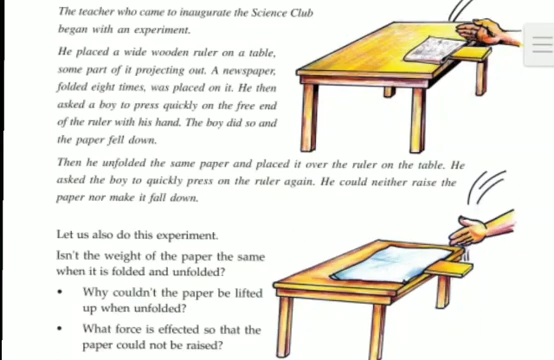 The teacher who came to inaugurate the Science Club
began with an experiment.
He placed a wide wooden ruler on a table,
some part of it projecting out. A newspaper,
folded eight times, was placed on it. He then
asked a boy to press quickly on the free end
of the ruler with his hand. The boy did so and
the paper fell down.
Then he unfolded the same paper and placed it over the ruler on the table. He
asked the boy to quickly press on the ruler again. He could neither raise the
paper nor make it fall down.
Let us also do this experiment.
Isn't the weight of the paper the same
when it is folded and unfolded?
• Why couldn't the paper be lifted
up when unfolded?
• What force is effected so that the
paper could not be raised?